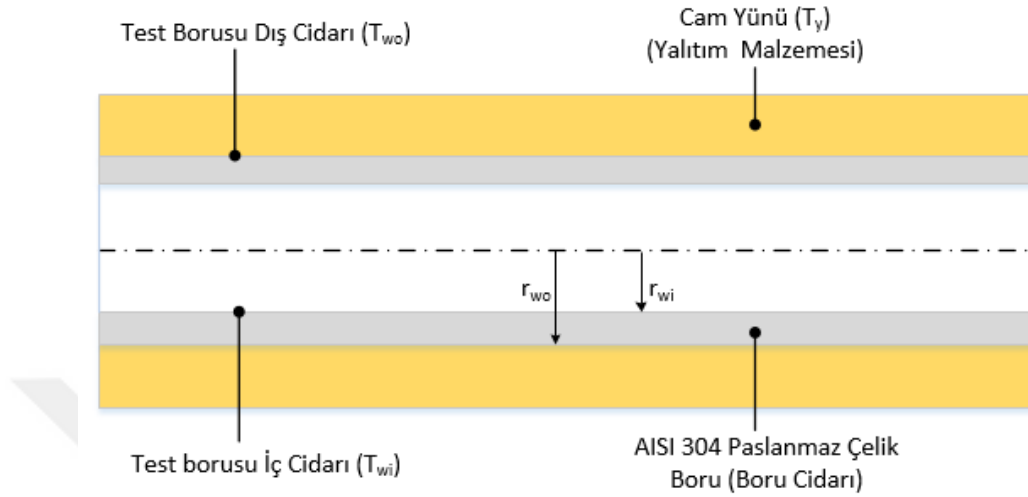 Test Borusu Dış Cidarı (Two)
Cam Yünü (Ty)
(Yalıtım Malzemesi)
rwo
rwi
Test borusu İç Cidarı (Twi)
AISI 304 Paslanmaz Çelik
Boru (Boru Cidarı)